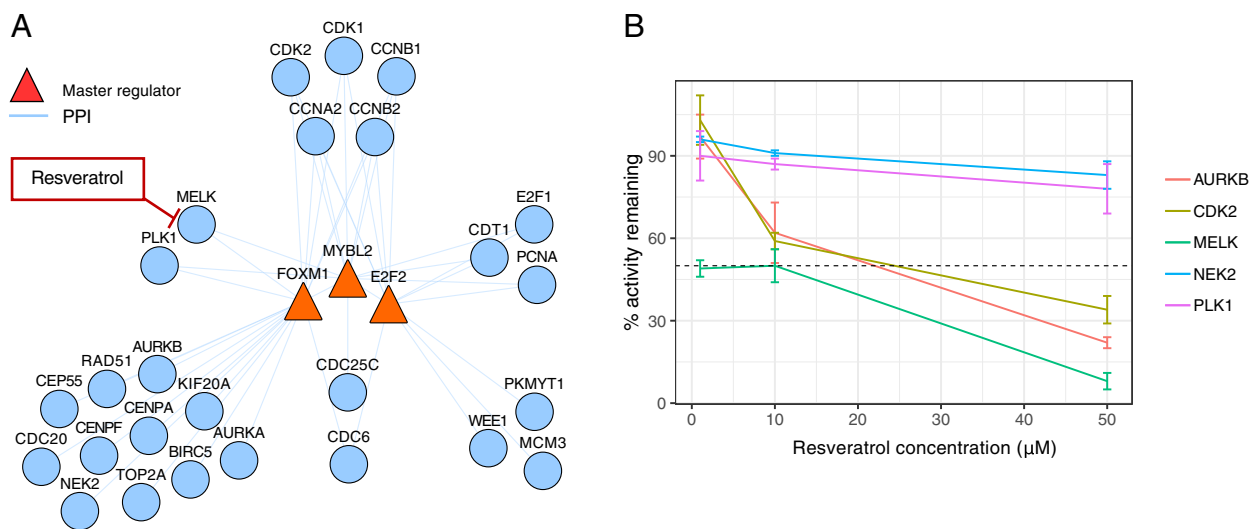 A
Master regulator
PPI
Resveratrol
CDK1
CDK2
CCNB1
CCNA2
CCNB2
MELK
PLK1
E2F1
CDT1
PCNA
MYBL2
FOXM1
E2F2
AURKB
RAD51
CEP55
KIF20A
CENPA
CDC20
CENPF
AURKA
BIRC5
NEK2
TOP2A
CDC25C
CDC6
PKMYT1
WEE1
MCM3
B
% activity remaining
90
60
30
0
0 10 20 30 40 50
Resveratrol concentration (μM)
AURKB
CDK2
MELK
NEK2
PLK1